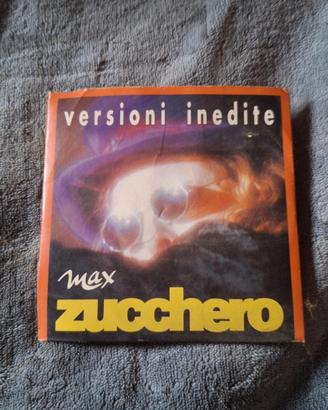 versioni inedite
max
zucchero